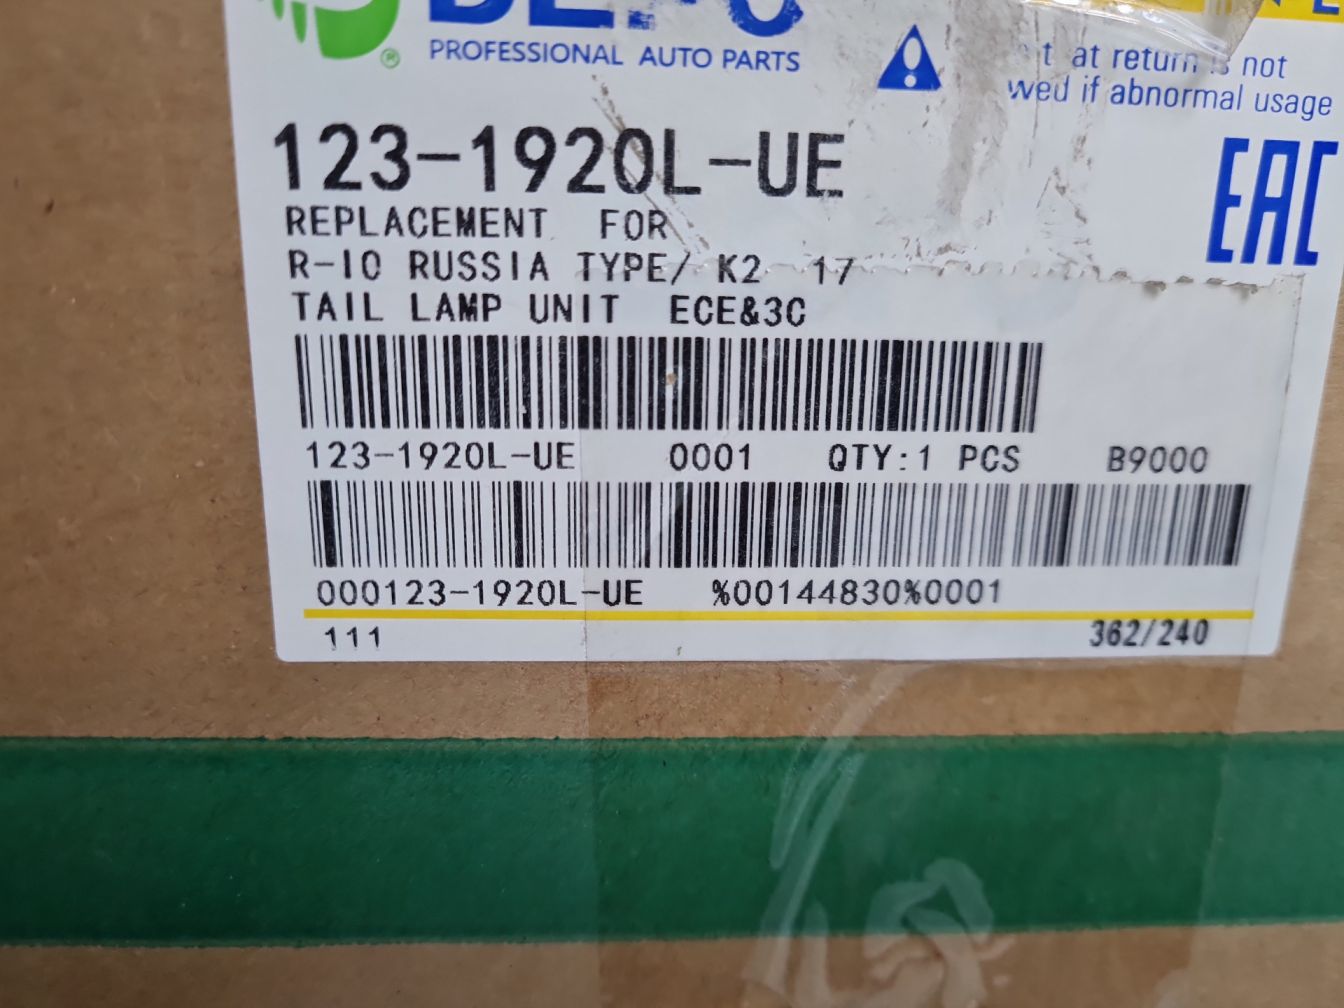 DEPO
PROFESSIONAL AUTO PARTS
at return is not
wed if abnormal usage
123-1920L-UE
EAC
REPLACEMENT FOR
R-IO RUSSIA TYPE/ K2 17
TAIL LAMP UNIT ECE&3C
123-1920L-UE 0001 QTY:1 PCS B9000
000123-1920L-UE %00144830%0001
111 362/240